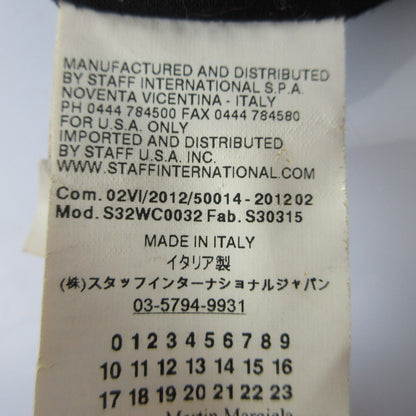 MANUFACTURED AND DISTRIBUTED
BY STAFF INTERNATIONAL S.P.A.
NOVENTA VICENTINA - ITALY
PH 0444 784500 FAX 0444 784580
FOR U.S.A. ONLY
IMPORTED AND DISTRIBUTED
BY STAFF U.S.A. INC.
WWW.STAFFINTERNATIONAL.COM
Com. 02VI/2012/50014 - 2012 02
Mod. S32WC0032 Fab. S30315
MADE IN ITALY
イタリア製
(株)スタッフインターナショナルジャパン
03-5794-9931
0 1 2 3 4 5 6 7 8 9
10 11 12 13 14 15 16
17 18 19 20 21 22 23
Martin Margiela